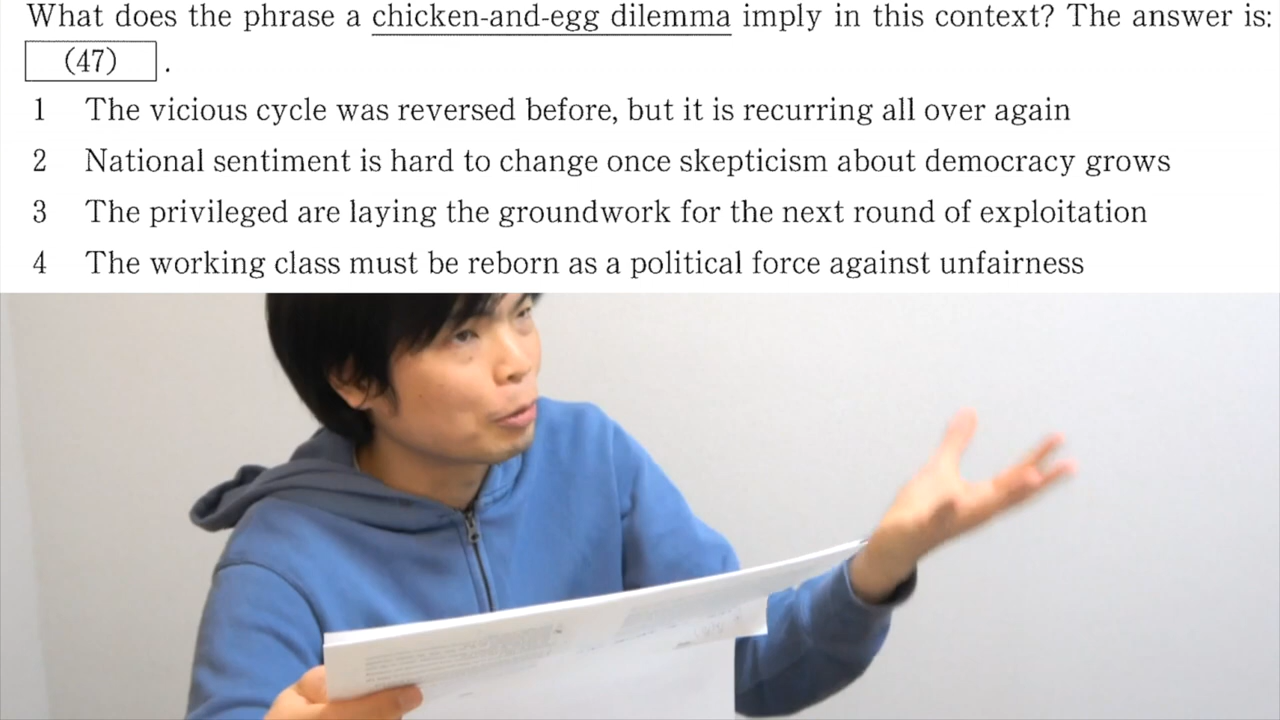 What does the phrase a chicken-and-egg dilemma imply in this context? The answer is:
(47) .
1 The vicious cycle was reversed before, but it is recurring all over again
2 National sentiment is hard to change once skepticism about democracy grows
3 The privileged are laying the groundwork for the next round of exploitation
4 The working class must be reborn as a political force against unfairness